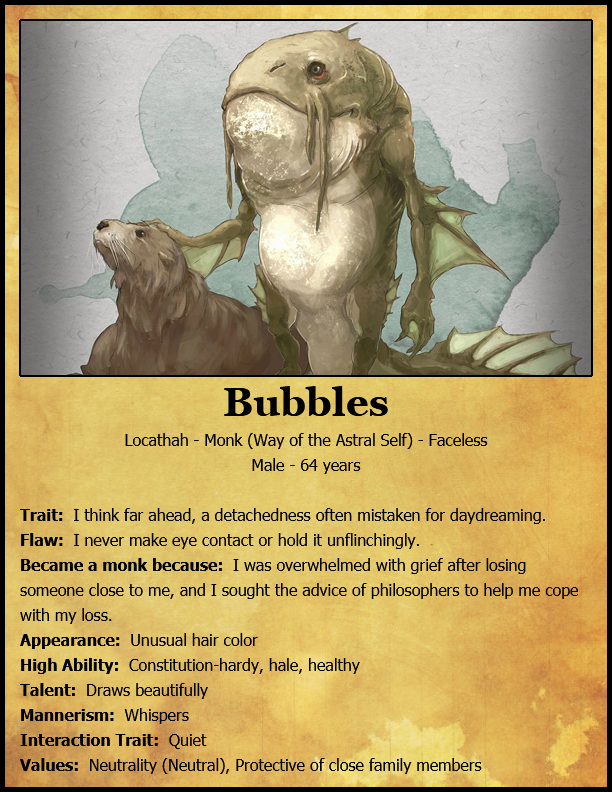 Bubbles
Locathah - Monk (Way of the Astral Self) - Faceless
Male - 64 years
Trait: I think far ahead, a detachedness often mistaken for daydreaming.
Flaw: I never make eye contact or hold it unflinchingly.
Became a monk because: I was overwhelmed with grief after losing
someone close to me, and I sought the advice of philosophers to help me cope
with my loss.
Appearance: Unusual hair color
High Ability: Constitution-hardy, hale, healthy
Talent: Draws beautifully
Mannerism: Whispers
Interaction Trait: Quiet
Values: Neutrality (Neutral), Protective of close family members